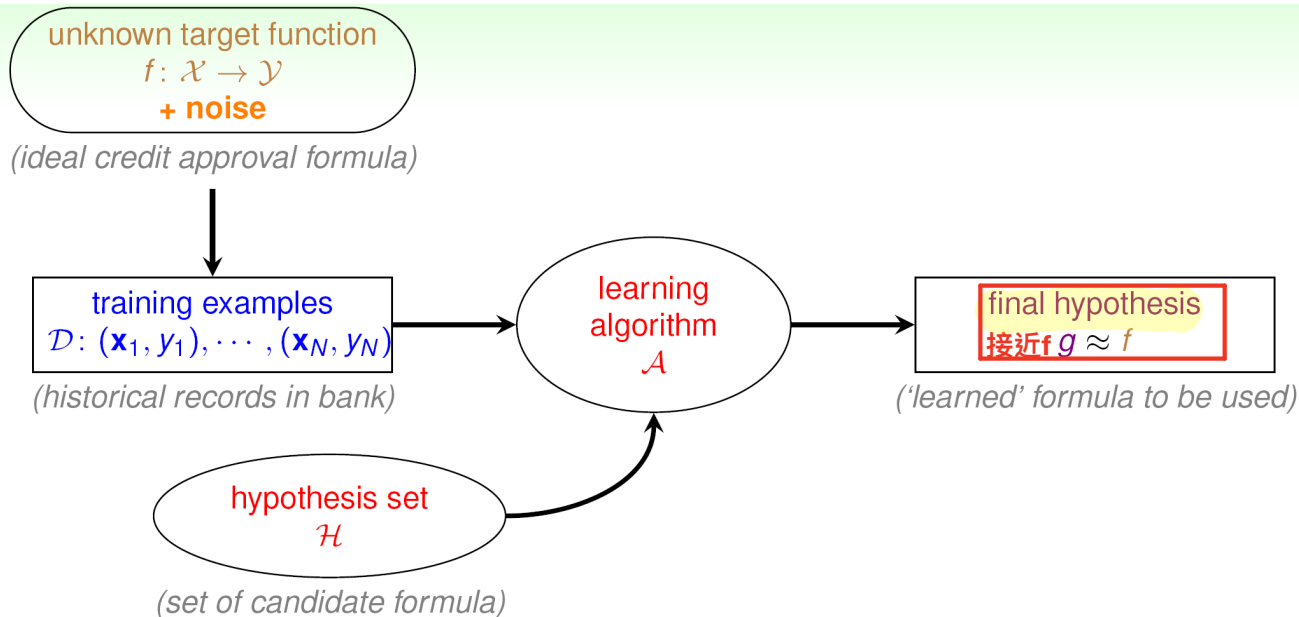 unknown target function
f: 𝒳 → 𝒴
+ noise
(ideal credit approval formula)
training examples
𝒟: (x₁, y₁), ⋯ , (x_N, y_N)
(historical records in bank)
learning
algorithm
𝒜
final hypothesis
接近f g ≈ f
('learned' formula to be used)
hypothesis set
ℋ
(set of candidate formula)